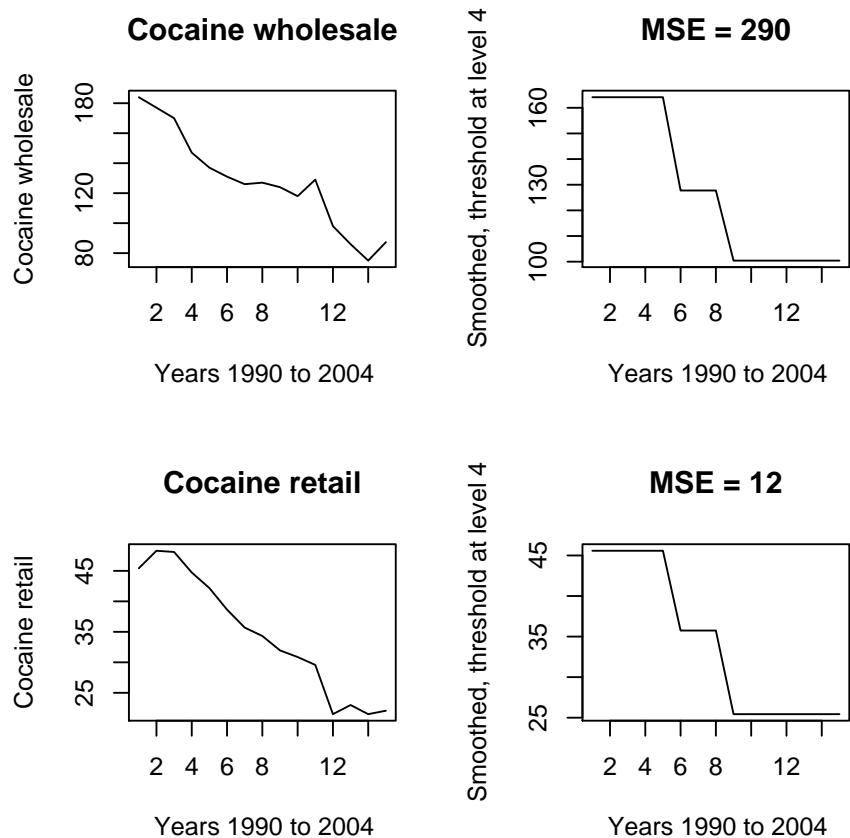 Cocaine wholesale
Cocaine wholesale
180
120
80
2 4 6 8 12
Years 1990 to 2004
MSE = 290
Smoothed, threshold at level 4
160
130
100
2 4 6 8 12
Years 1990 to 2004
Cocaine retail
Cocaine retail
45
35
25
2 4 6 8 12
Years 1990 to 2004
MSE = 12
Smoothed, threshold at level 4
45
35
25
2 4 6 8 12
Years 1990 to 2004